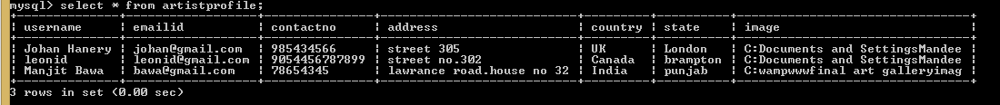 mysql> select * from artistprofile;
| username | emailid | contactno | address | country | state | image |
| Johan Hanery | johan@gmail.com | 985434566 | street 305 | UK | London | C:Documents and SettingsMandee |
| leonid | leonid@gmail.com | 9054456787899 | street no.302 | Canada | brampton | C:Documents and SettingsMandee |
| Manjit Bawa | bawa@gmail.com | 78654345 | lawrance road.house no 32 | India | punjab | C:wampwwwfinal art galleryimag |
3 rows in set (0.00 sec)